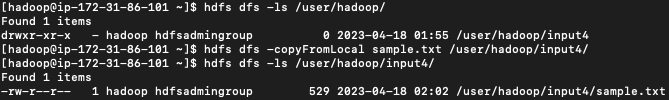 [hadoop@ip-172-31-86-101 ~]$ hdfs dfs -ls /user/hadoop/
Found 1 items
drwxr-xr-x   - hadoop hdfsadmingroup          0 2023-04-18 01:55 /user/hadoop/input4
[hadoop@ip-172-31-86-101 ~]$ hdfs dfs -copyFromLocal sample.txt /user/hadoop/input4/
[hadoop@ip-172-31-86-101 ~]$ hdfs dfs -ls /user/hadoop/input4/
Found 1 items
-rw-r--r--   1 hadoop hdfsadmingroup        529 2023-04-18 02:02 /user/hadoop/input4/sample.txt